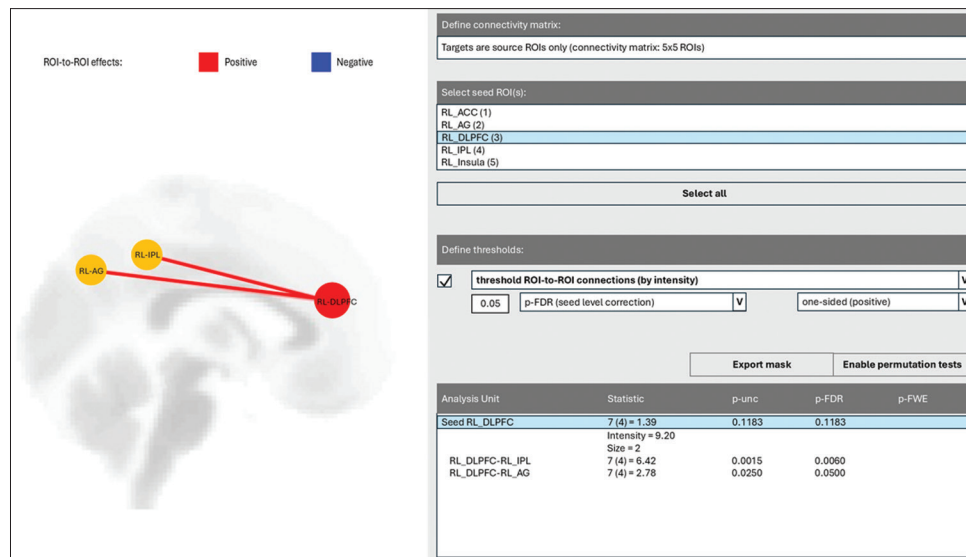 ROI-to-ROI effects: Positive Negative
RL-IPL
RL-AG
RL-DLPFC
Define connectivity matrix:
Targets are source ROIs only (connectivity matrix: 5x5 ROIs)
Select seed ROI(s):
RL_ACC (1)
RL_AG (2)
RL_DLPFC (3)
RL_IPL (4)
RL_Insula (5)
Select all
Define thresholds:
threshold ROI-to-ROI connections (by intensity) V
0.05 p-FDR (seed level correction) V one-sided (positive) V
Export mask Enable permutation tests
Analysis Unit Statistic p-unc p-FDR p-FWE
Seed RL_DLPFC 7 (4) = 1.39 0.1183 0.1183
Intensity = 9.20
Size = 2
RL_DLPFC-RL_IPL 7 (4) = 6.42 0.0015 0.0060
RL_DLPFC-RL_AG 7 (4) = 2.78 0.0250 0.0500